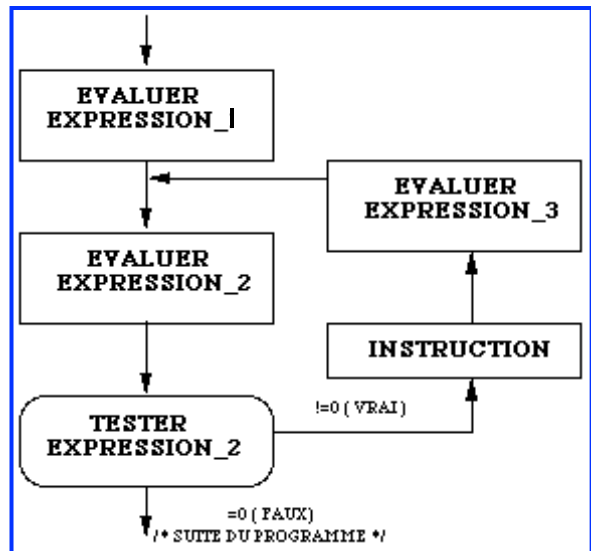 EVALUER
EXPRESSION_1
EVALUER
EXPRESSION_3
EVALUER
EXPRESSION_2
INSTRUCTION
TESTER
EXPRESSION_2
!=0 ( VRAI )
=0 ( FAUX)
/* SUITE DU PROGRAMME */